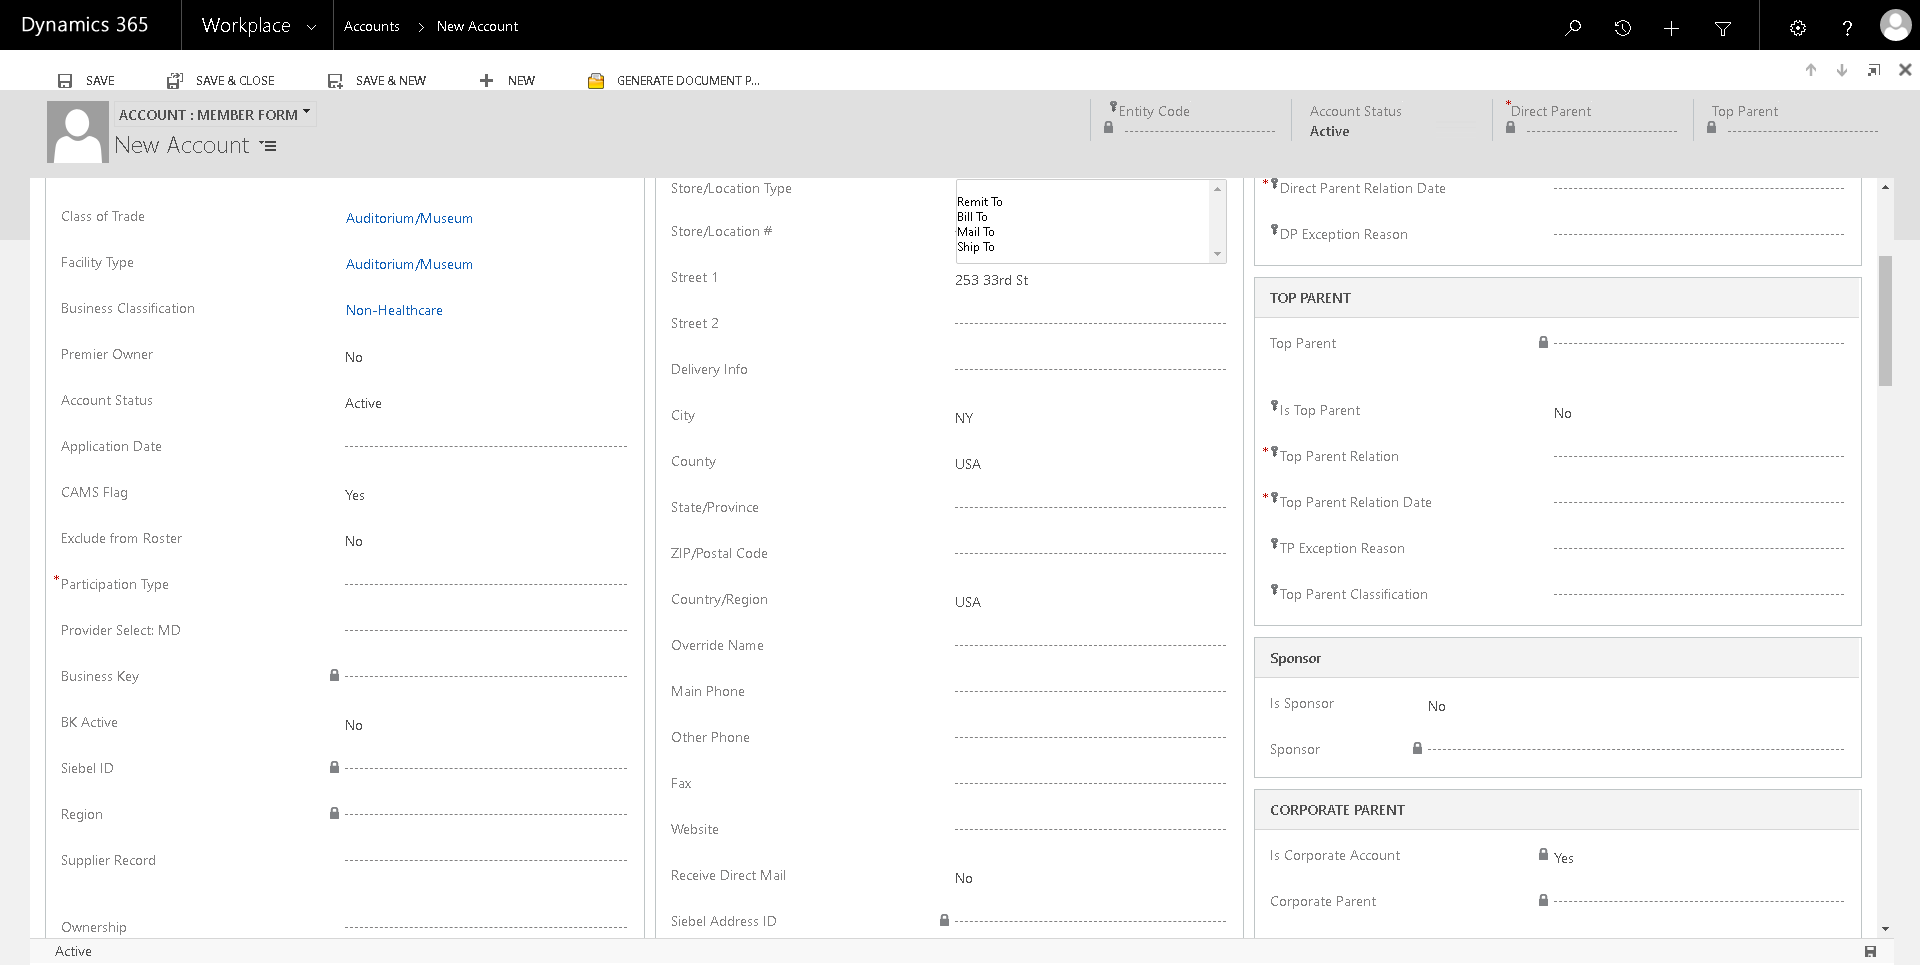 Dynamics 365
Workplace
Accounts > New Account
?
SAVE
SAVE & CLOSE
SAVE & NEW
NEW
GENERATE DOCUMENT P...
ACCOUNT : MEMBER FORM
New Account
Entity Code
Account Status
Active
*Direct Parent
Top Parent
Class of Trade
Auditorium/Museum
Facility Type
Auditorium/Museum
Business Classification
Non-Healthcare
Premier Owner
No
Account Status
Active
Application Date
CAMS Flag
Yes
Exclude from Roster
No
*Participation Type
Provider Select: MD
Business Key
BK Active
No
Siebel ID
Region
Supplier Record
Ownership
Store/Location Type
Remit To
Bill To
Mail To
Ship To
Store/Location #
Street 1
253 33rd St
Street 2
Delivery Info
City
NY
County
USA
State/Province
ZIP/Postal Code
Country/Region
USA
Override Name
Main Phone
Other Phone
Fax
Website
Receive Direct Mail
No
Siebel Address ID
*Direct Parent Relation Date
DP Exception Reason
TOP PARENT
Top Parent
Is Top Parent
No
*Top Parent Relation
*Top Parent Relation Date
TP Exception Reason
Top Parent Classification
Sponsor
Is Sponsor
No
Sponsor
CORPORATE PARENT
Is Corporate Account
Yes
Corporate Parent
Active